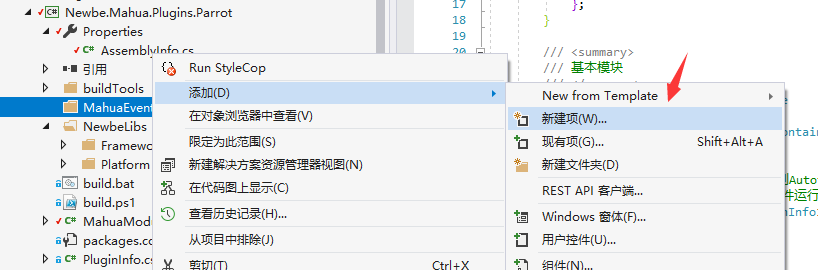 Newbe.Mahua.Plugins.Parrot
Properties
AssemblyInfo.cs
引用
buildTools
MahuaEvent
NewbeLibs
Framewo
Platform
build.bat
build.ps1
MahuaMod
packages.co
PluginInfo.cs
Run StyleCop
添加(D)
在对象浏览器中查看(V)
限定为此范围(S)
新建解决方案资源管理器视图(N)
在代码图上显示(C)
查看历史记录(H)...
从项目中排除(J)
剪切(T) Ctrl+X
New from Template
新建项(W)...
现有项(G)... Shift+Alt+A
新建文件夹(D)
REST API 客户端...
Windows 窗体(F)...
用户控件(U)...
组件(N)...
17 };
18 }
19
20 /// <summary>
/// 基本模块
ontain
Auto
件运行
nInfo